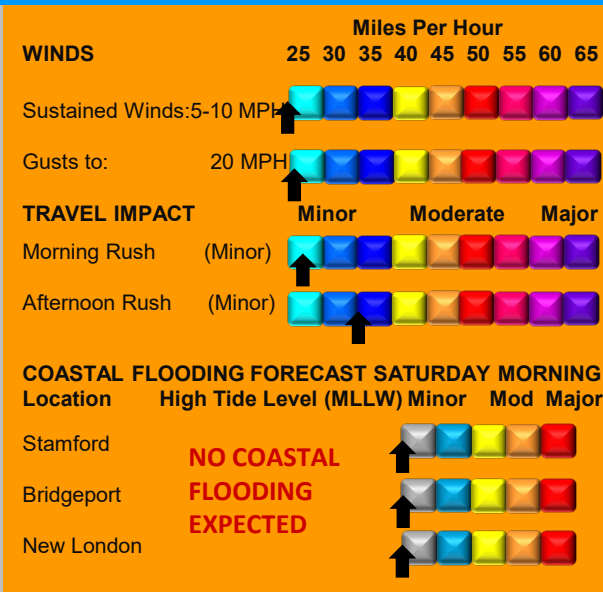 Miles Per Hour
WINDS 25 30 35 40 45 50 55 60 65
Sustained Winds:5-10 MPH
Gusts to: 20 MPH
TRAVEL IMPACT Minor Moderate Major
Morning Rush (Minor)
Afternoon Rush (Minor)
COASTAL FLOODING FORECAST SATURDAY MORNING
Location High Tide Level (MLLW) Minor Mod Major
Stamford
NO COASTAL
Bridgeport FLOODING
EXPECTED
New London